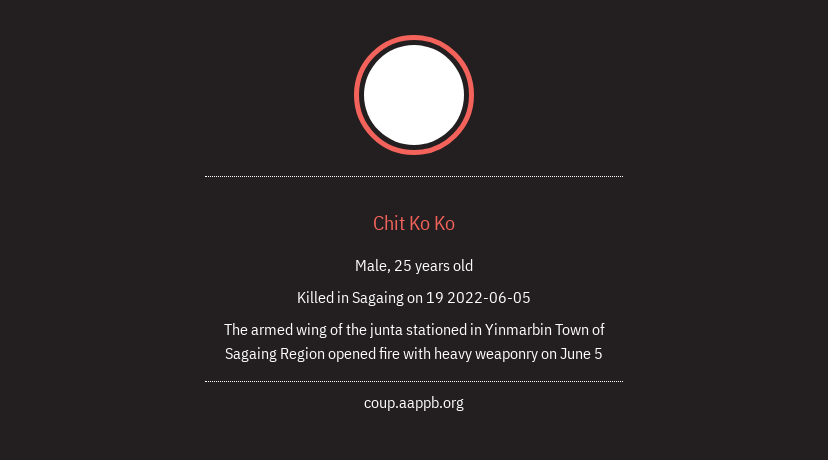 Chit Ko Ko
Male, 25 years old
Killed in Sagaing on 19 2022-06-05
The armed wing of the junta stationed in Yinmarbin Town of
Sagaing Region opened fire with heavy weaponry on June 5
coup.aappb.org